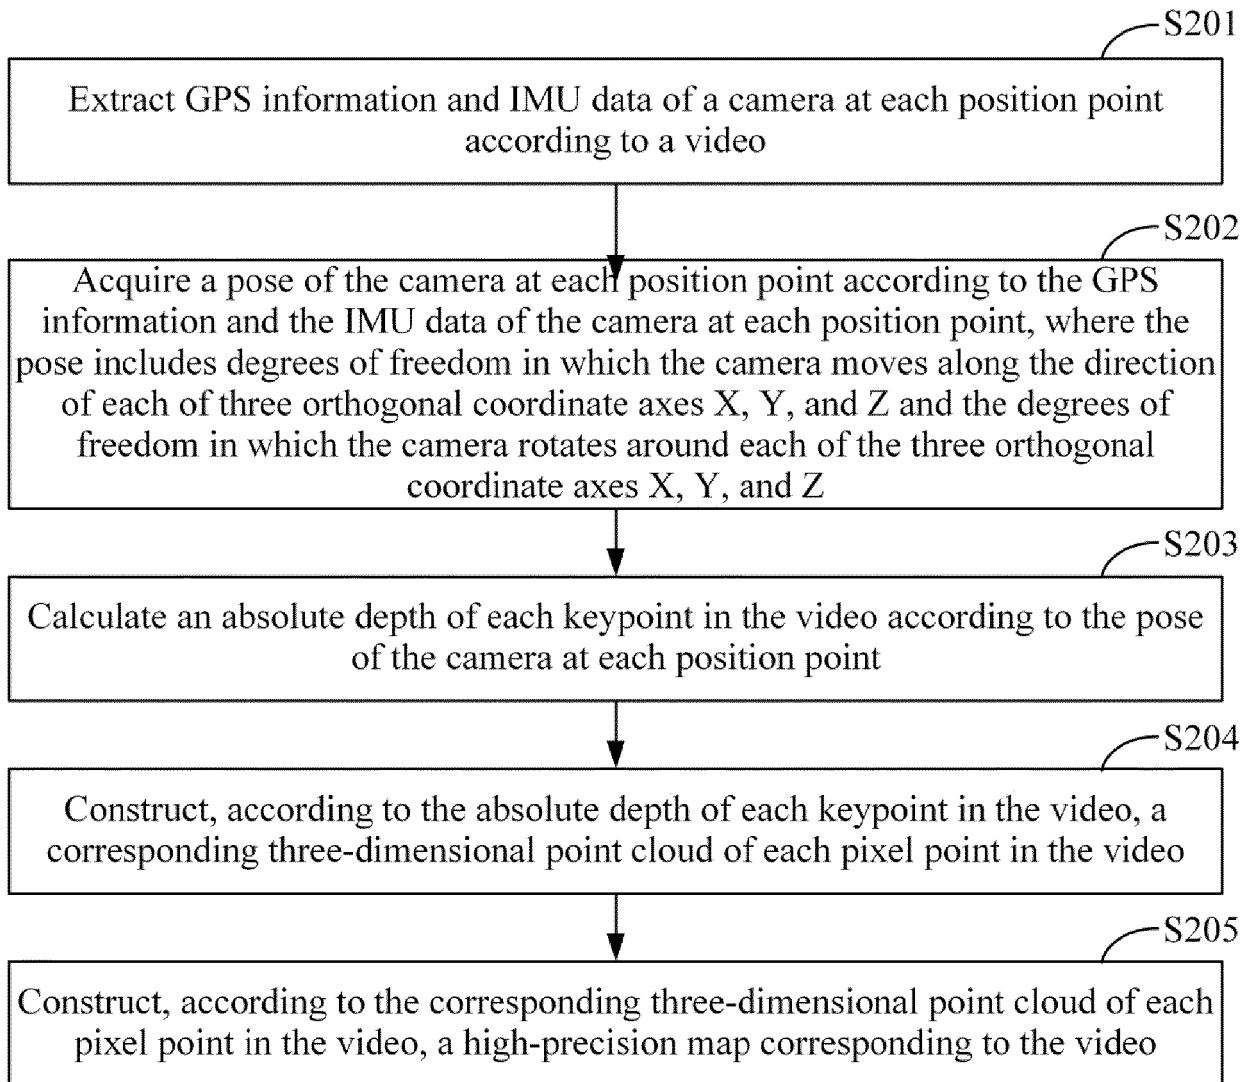 S201
Extract GPS information and IMU data of a camera at each position point
according to a video
S202
Acquire a pose of the camera at each position point according to the GPS
information and the IMU data of the camera at each position point, where the
pose includes degrees of freedom in which the camera moves along the direction
of each of three orthogonal coordinate axes X, Y, and Z and the degrees of
freedom in which the camera rotates around each of the three orthogonal
coordinate axes X, Y, and Z
S203
Calculate an absolute depth of each keypoint in the video according to the pose
of the camera at each position point
S204
Construct, according to the absolute depth of each keypoint in the video, a
corresponding three-dimensional point cloud of each pixel point in the video
S205
Construct, according to the corresponding three-dimensional point cloud of each
pixel point in the video, a high-precision map corresponding to the video